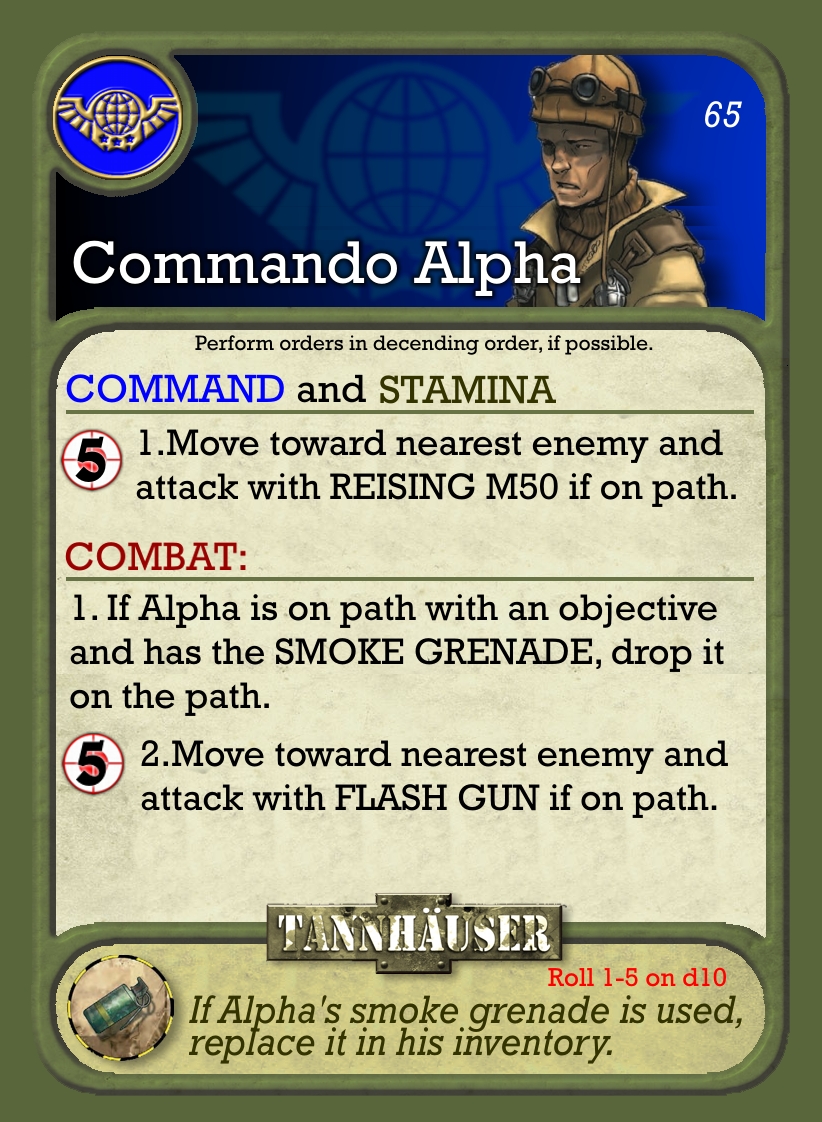 65
Commando Alpha
Perform orders in decending order, if possible.
COMMAND and STAMINA
5
1.Move toward nearest enemy and
attack with REISING M50 if on path.
COMBAT:
1. If Alpha is on path with an objective
and has the SMOKE GRENADE, drop it
on the path.
5
2.Move toward nearest enemy and
attack with FLASH GUN if on path.
TANNHÄUSER
Roll 1-5 on d10
If Alpha's smoke grenade is used,
replace it in his inventory.